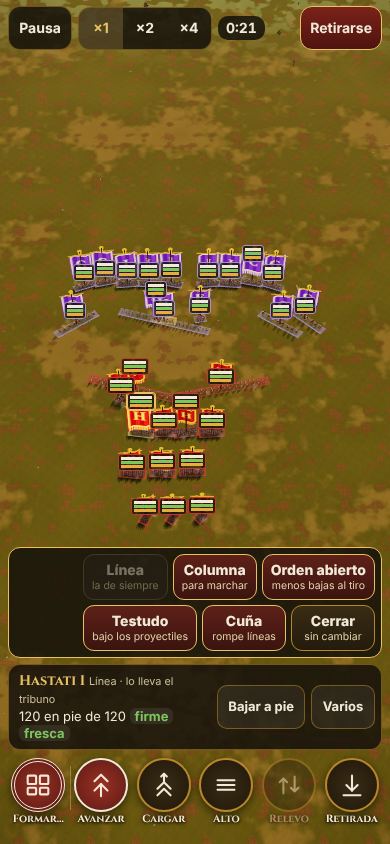 Pausa
×1
×2
×4
0:21
Retirarse
H
Línea
la de siempre
Columna
para marchar
Orden abierto
menos bajas al tiro
Testudo
bajo los proyectiles
Cuña
rompe líneas
Cerrar
sin cambiar
HASTATI I Línea · lo lleva el
tribuno
120 en pie de 120 firme
fresca
Bajar a pie
Varios
FORMAR...
AVANZAR
CARGAR
ALTO
RELEVO
RETIRADA